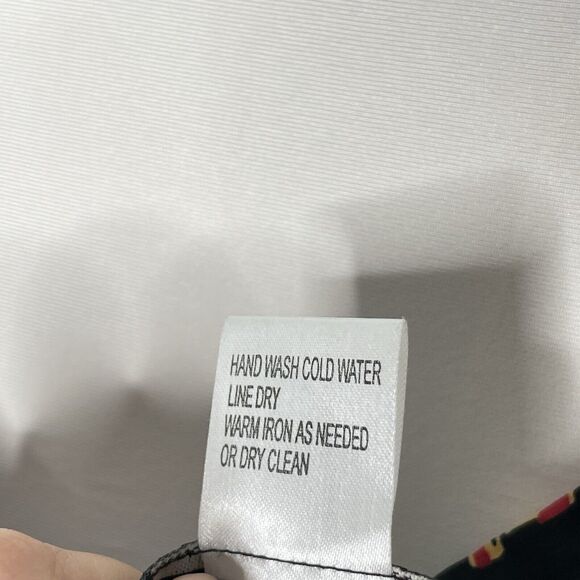 HAND WASH COLD WATER
LINE DRY
WARM IRON AS NEEDED
OR DRY CLEAN